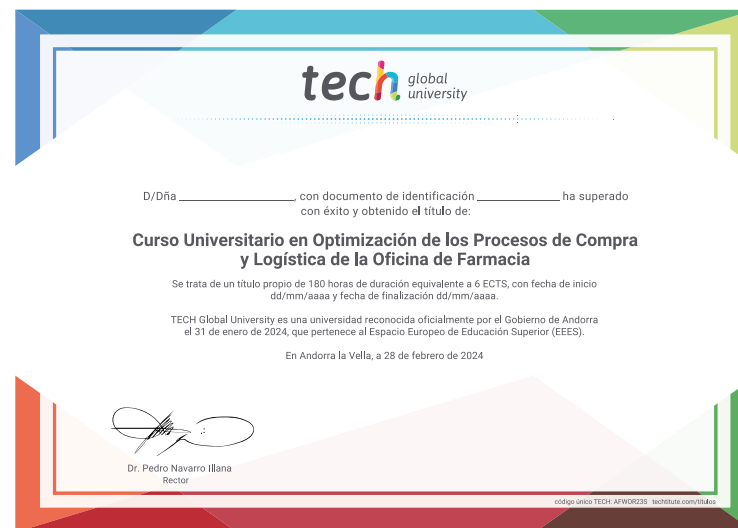 tech global university
D/Dña ____________________, con documento de identificación ______________ ha superado
con éxito y obtenido el título de:
Curso Universitario en Optimización de los Procesos de Compra
y Logística de la Oficina de Farmacia
Se trata de un título propio de 180 horas de duración equivalente a 6 ECTS, con fecha de inicio
dd/mm/aaaa y fecha de finalización dd/mm/aaaa.
TECH Global University es una universidad reconocida oficialmente por el Gobierno de Andorra
el 31 de enero de 2024, que pertenece al Espacio Europeo de Educación Superior (EEES).
En Andorra la Vella, a 28 de febrero de 2024
Dr. Pedro Navarro Illana
Rector
código único TECH: AFWOR23S techtitute.com/titulos